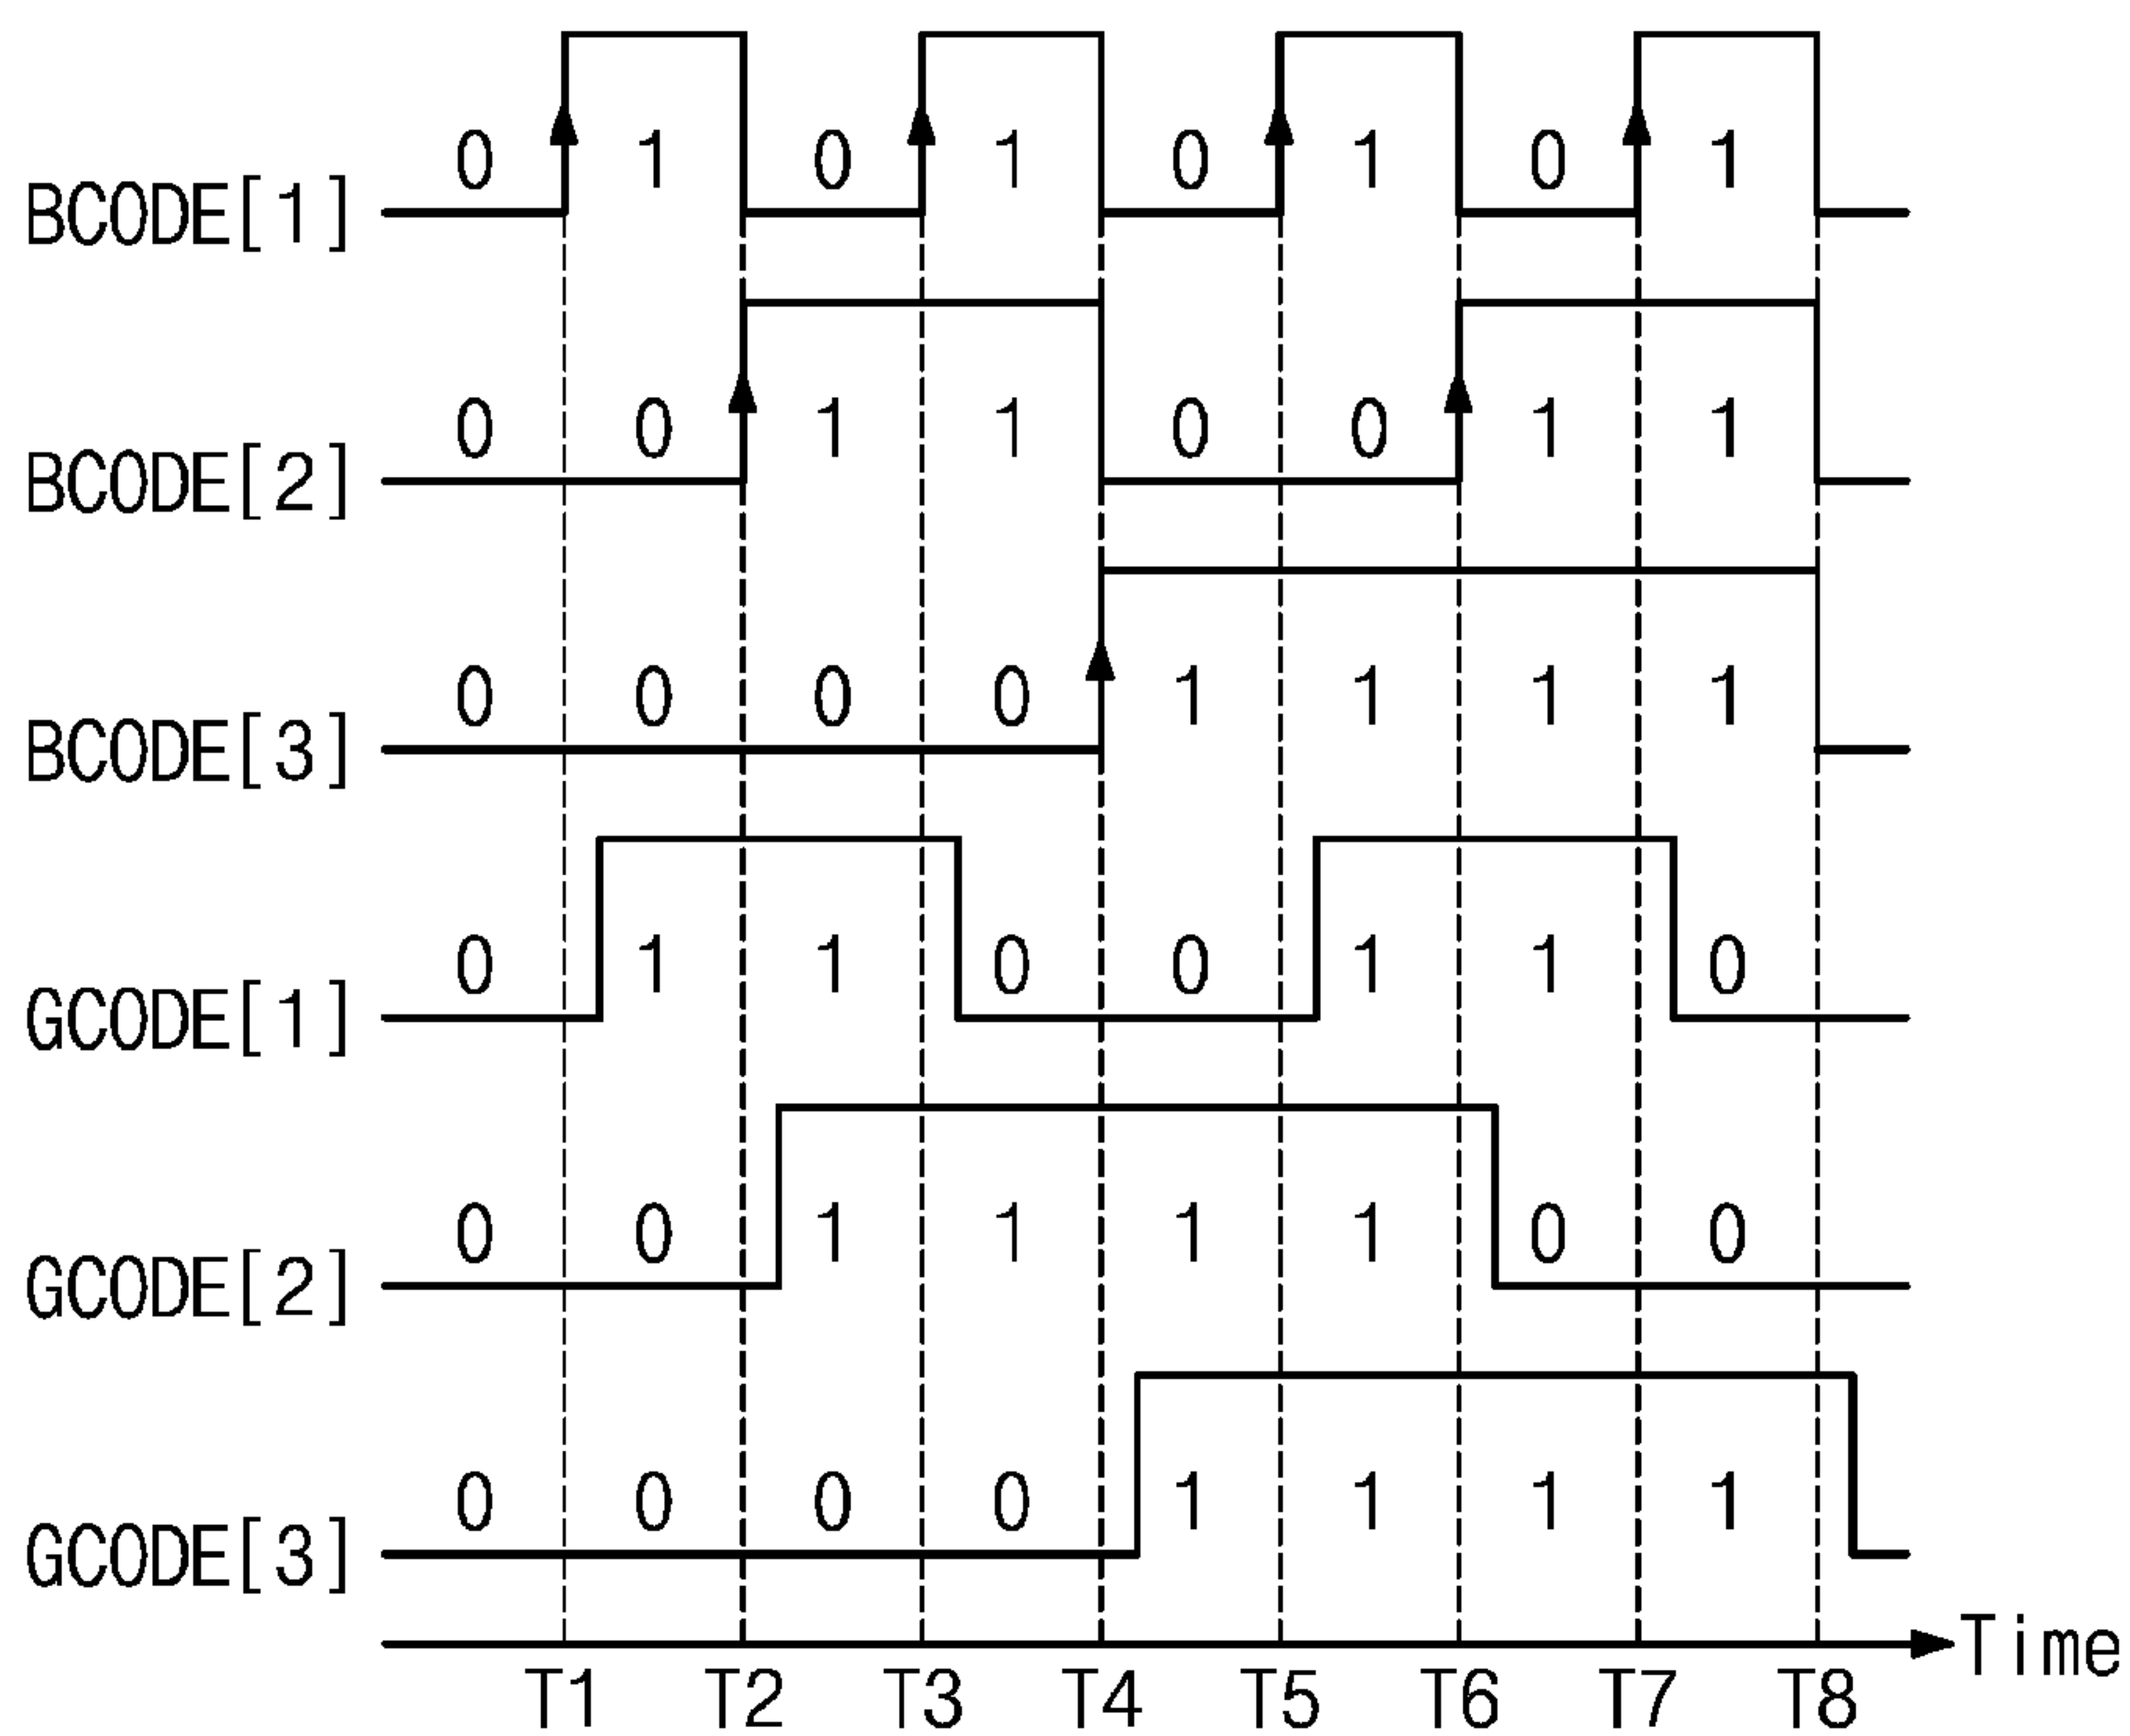 0 1 0 1 0 1 0 1
BCODE[1]
0 0 1 1 0 0 1 1
BCODE[2]
0 0 0 0 1 1 1 1
BCODE[3]
0 1 1 0 0 1 1 0
GCODE[1]
0 0 1 1 1 1 0 0
GCODE[2]
0 0 0 0 1 1 1 1
GCODE[3]
Time
T1 T2 T3 T4 T5 T6 T7 T8